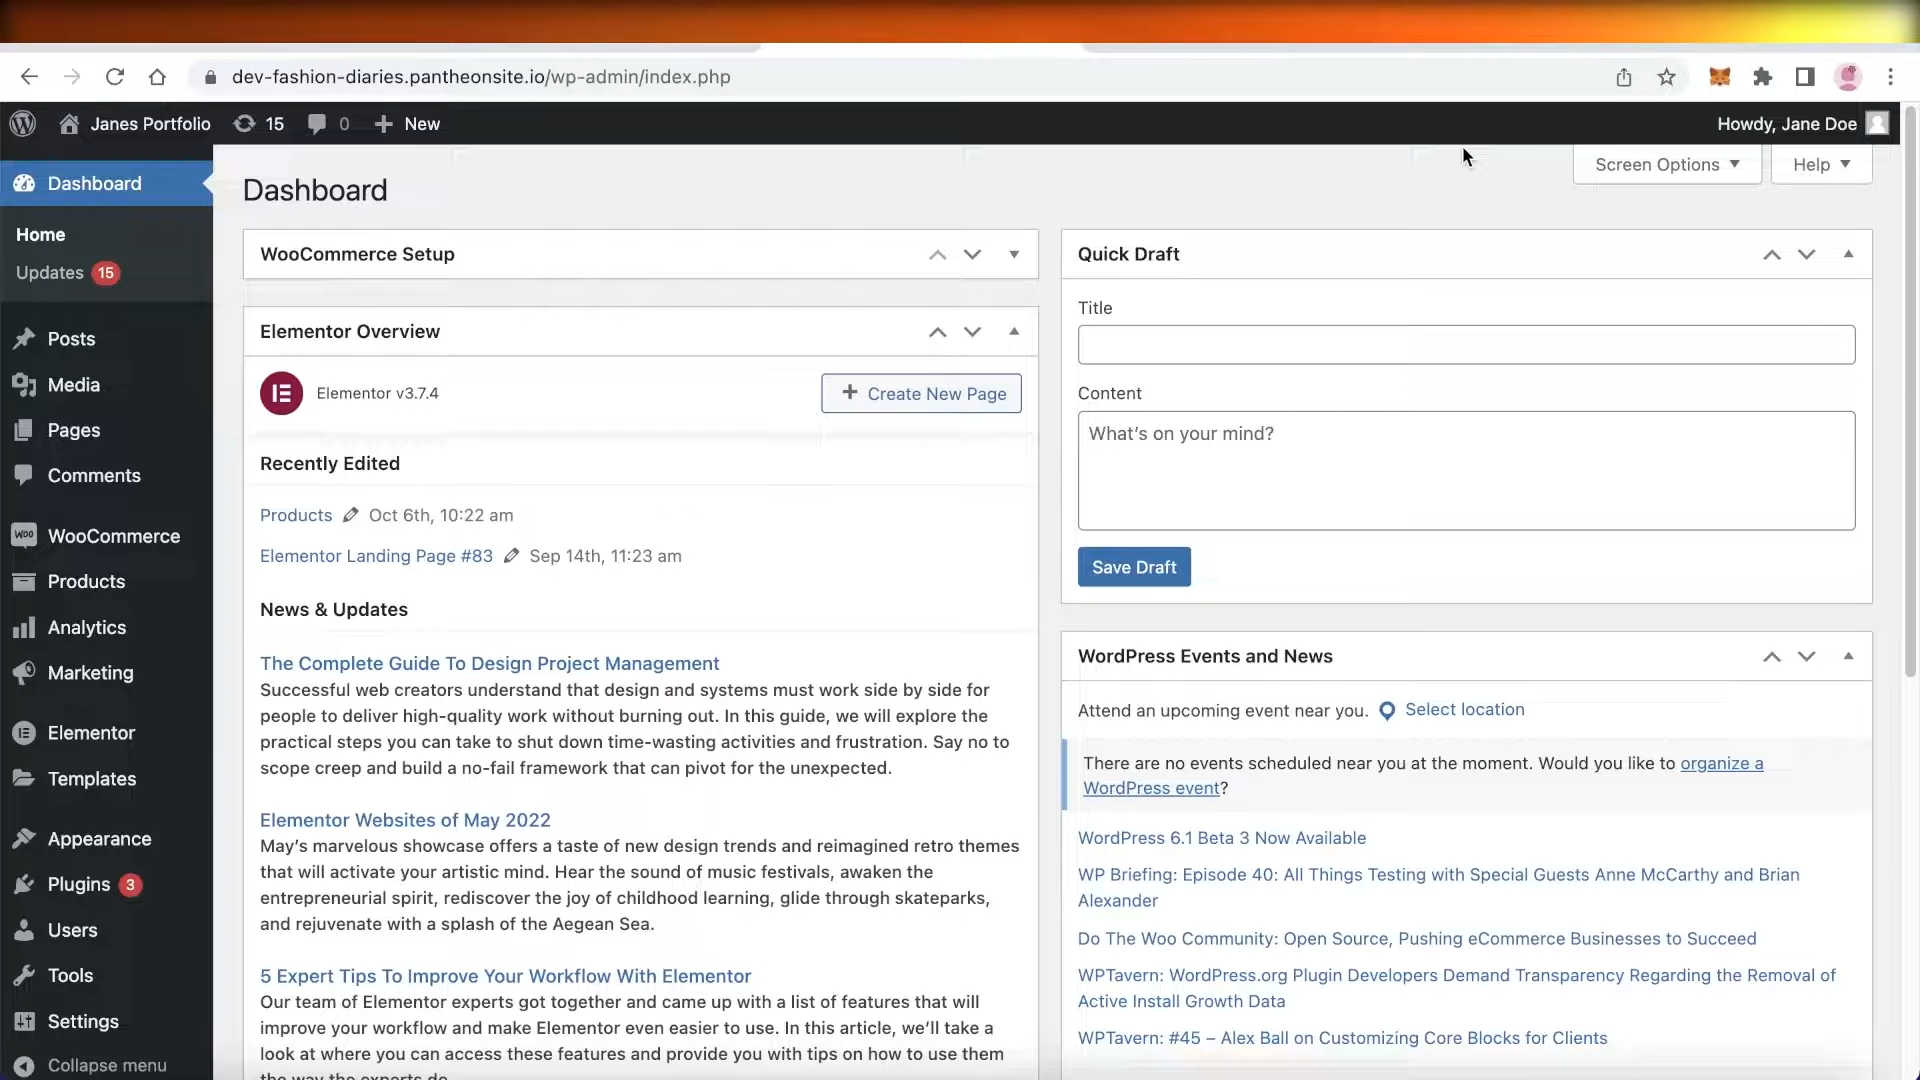 dev-fashion-diaries.pantheonsite.io/wp-admin/index.php
Janes Portfolio
15
0
New
Howdy, Jane Doe
Screen Options
Help
Dashboard
Home
Updates 15
Posts
Media
Pages
Comments
WooCommerce
Products
Analytics
Marketing
Elementor
Templates
Appearance
Plugins 3
Users
Tools
Settings
Collapse menu
Dashboard
WooCommerce Setup
Elementor Overview
Elementor v3.7.4
Create New Page
Recently Edited
Products Oct 6th, 10:22 am
Elementor Landing Page #83 Sep 14th, 11:23 am
News & Updates
The Complete Guide To Design Project Management
Successful web creators understand that design and systems must work side by side for
people to deliver high-quality work without burning out. In this guide, we will explore the
practical steps you can take to shut down time-wasting activities and frustration. Say no to
scope creep and build a no-fail framework that can pivot for the unexpected.
Elementor Websites of May 2022
May's marvelous showcase offers a taste of new design trends and reimagined retro themes
that will activate your artistic mind. Hear the sound of music festivals, awaken the
entrepreneurial spirit, rediscover the joy of childhood learning, glide through skateparks,
and rejuvenate with a splash of the Aegean Sea.
5 Expert Tips To Improve Your Workflow With Elementor
Our team of Elementor experts got together and came up with a list of features that will
improve your workflow and make Elementor even easier to use. In this article, we'll take a
look at where you can access these features and provide you with tips on how to use them
the way the experts do.
Quick Draft
Title
Content
What's on your mind?
Save Draft
WordPress Events and News
Attend an upcoming event near you. Select location
There are no events scheduled near you at the moment. Would you like to organize a
WordPress event?
WordPress 6.1 Beta 3 Now Available
WP Briefing: Episode 40: All Things Testing with Special Guests Anne McCarthy and Brian
Alexander
Do The Woo Community: Open Source, Pushing eCommerce Businesses to Succeed
WPTavern: WordPress.org Plugin Developers Demand Transparency Regarding the Removal of
Active Install Growth Data
WPTavern: #45 – Alex Ball on Customizing Core Blocks for Clients